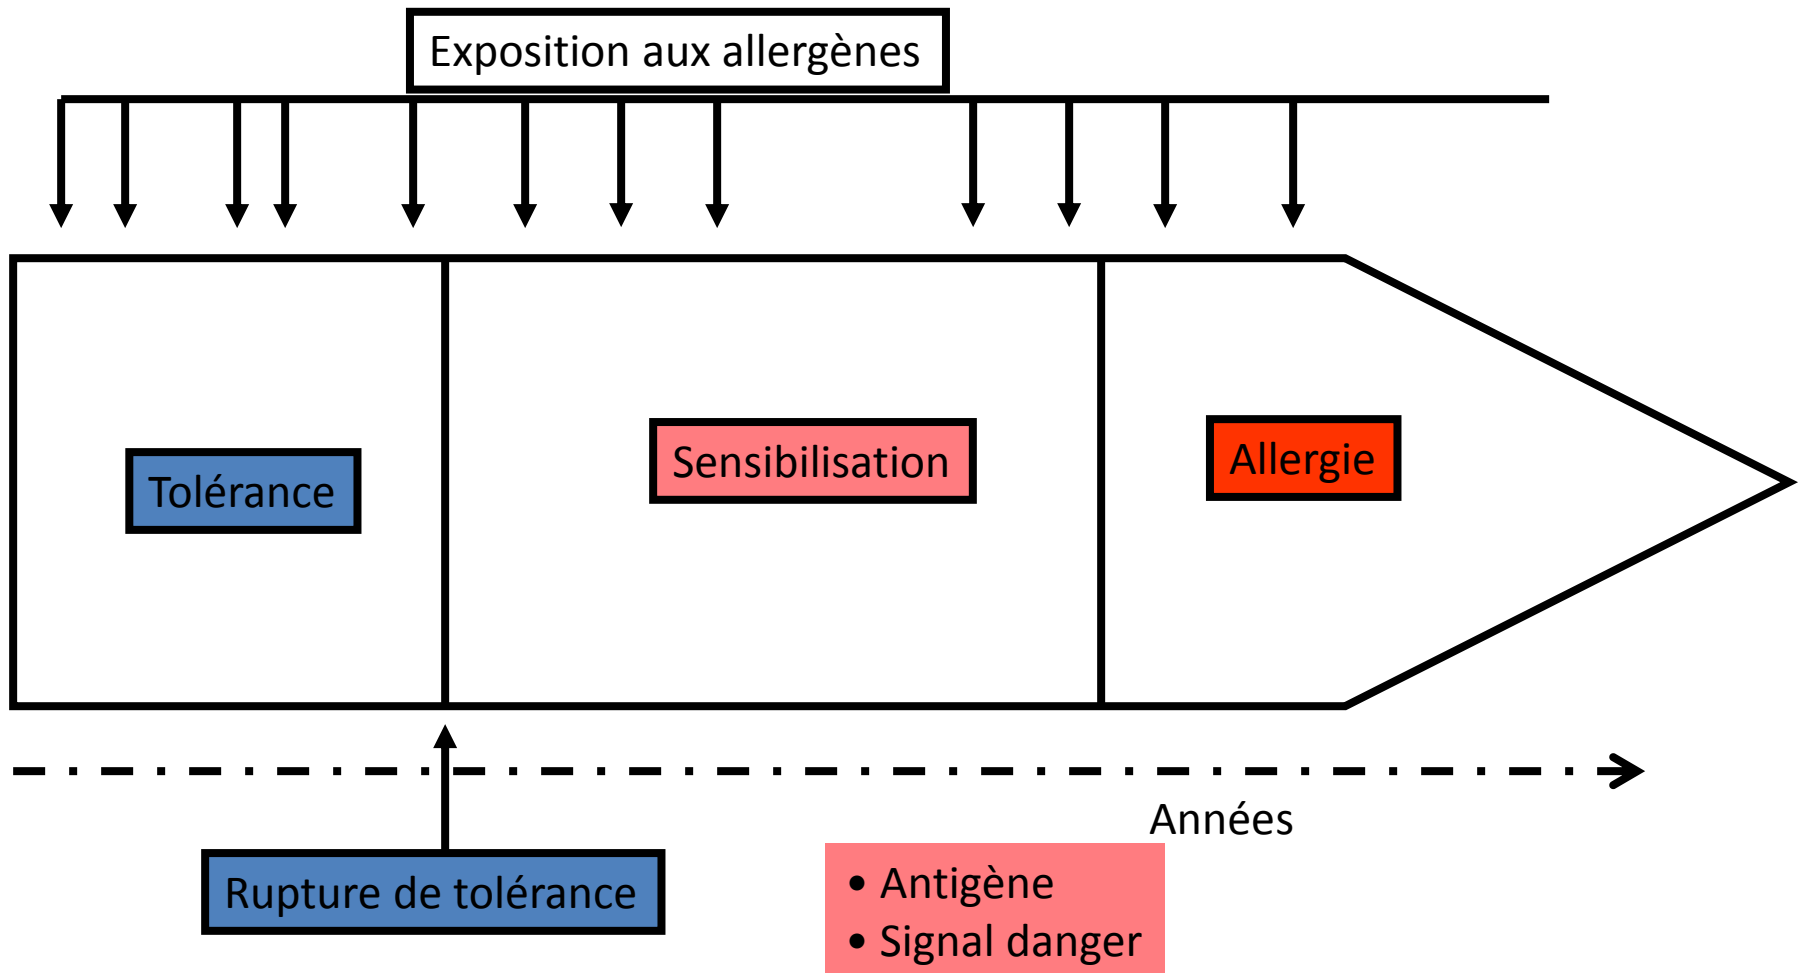 Exposition aux allergènes
Tolérance
Sensibilisation
Allergie
Années
Rupture de tolérance
• Antigène
• Signal danger